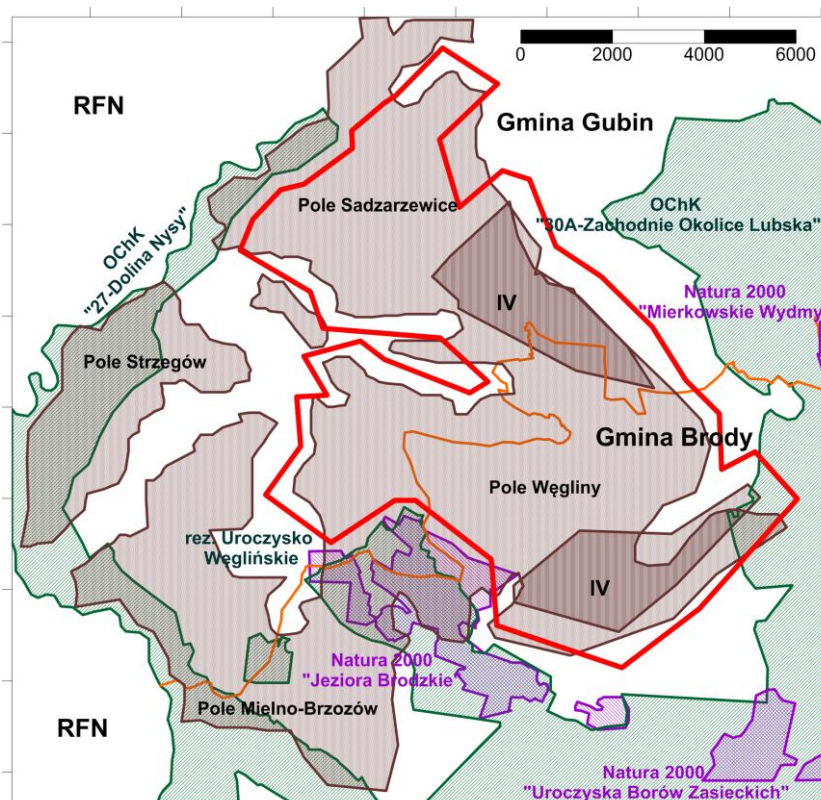 0 2000 4000 6000
RFN
Gmina Gubin
Pole Sadzarzewice
OChK
"30A-Zachodnie Okolice Lubska"
OChK
"27-Dolina Nysy"
IV
Natura 2000
"Mierkowskie Wydmy
Pole Strzegów
Gmina Brody
Pole Węgliny
rez. Uroczysko
Węglińskie
IV
Natura 2000
"Jeziora Brodzkie"
Pole Mielno-Brzozów
RFN
Natura 2000
"Uroczyska Borów Zasieckich"